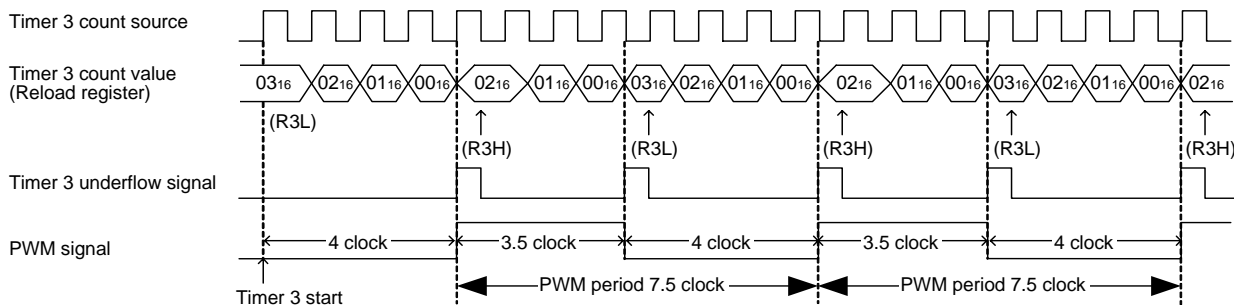 Timer 3 count source
Timer 3 count value
(Reload register)
0316 0216 0116 0016 0216 0116 0016 0316 0216 0116 0016 0216 0116 0016 0316 0216 0116 0016 0216
(R3L) (R3H) (R3L) (R3H) (R3L) (R3H)
Timer 3 underflow signal
PWM signal
4 clock 3.5 clock 4 clock 3.5 clock 4 clock
PWM period 7.5 clock PWM period 7.5 clock
Timer 3 start